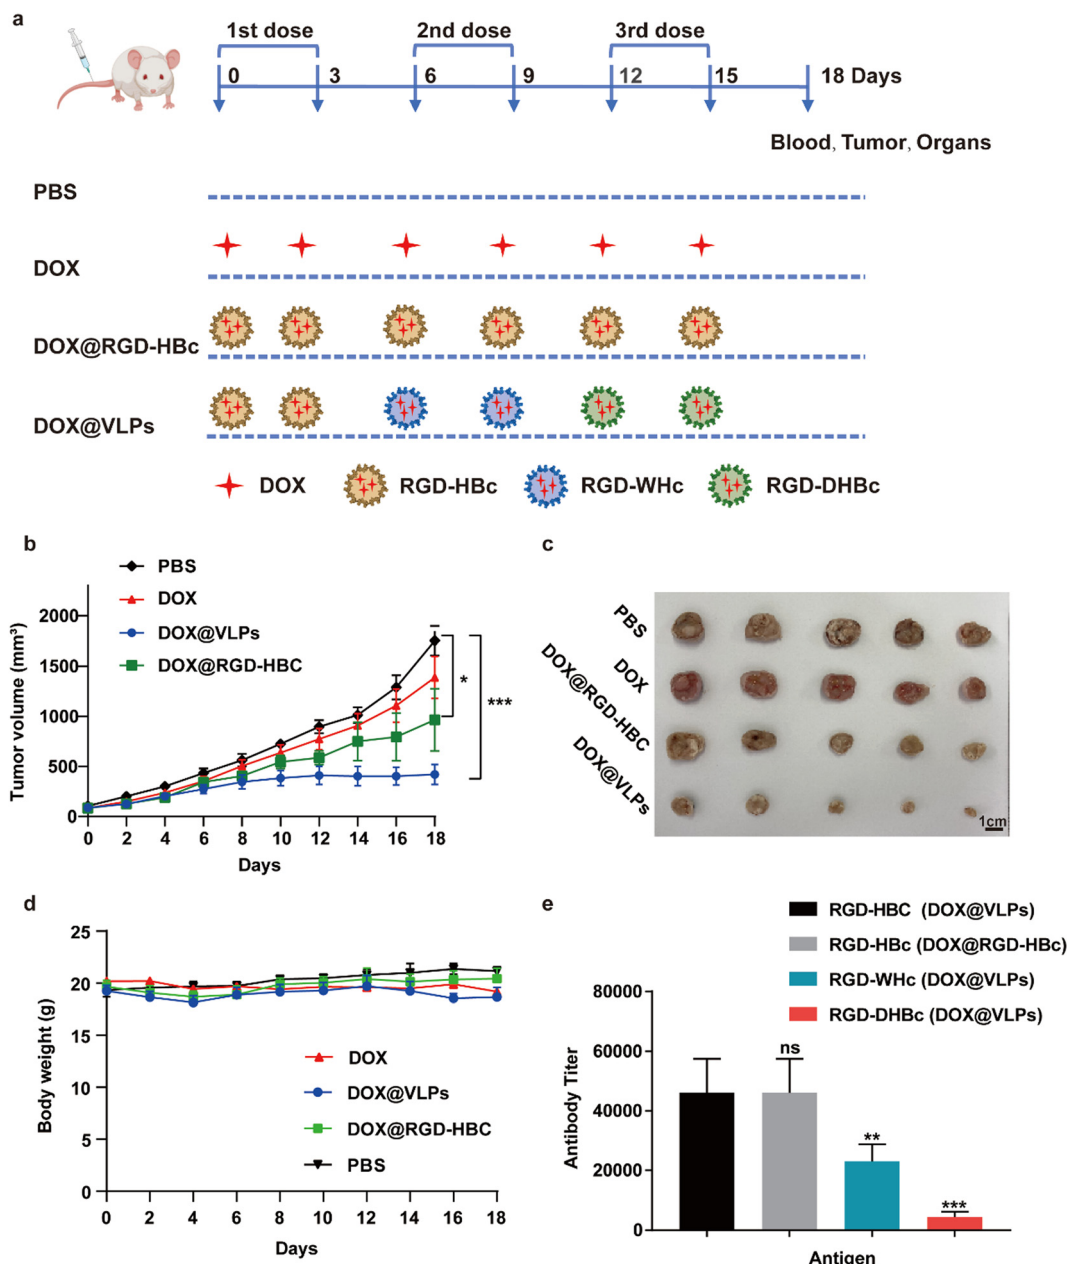 a
1st dose 2nd dose 3rd dose
0 3 6 9 12 15 18 Days
Blood, Tumor, Organs
PBS
DOX
DOX@RGD-HBc
DOX@VLPs
DOX RGD-HBc RGD-WHc RGD-DHBc
b
PBS
DOX
DOX@VLPs
DOX@RGD-HBC
Tumor volume (mm³)
2000
1500
1000
500
0
* ***
0 2 4 6 8 10 12 14 16 18
Days
c
PBS
DOX
DOX@RGD-HBC
DOX@VLPs
1cm
d
25
20
15
10
5
0
Body weight (g)
DOX
DOX@VLPs
DOX@RGD-HBC
PBS
0 2 4 6 8 10 12 14 16 18
Days
e
RGD-HBC (DOX@VLPs)
RGD-HBc (DOX@RGD-HBc)
RGD-WHc (DOX@VLPs)
RGD-DHBc (DOX@VLPs)
80000
60000
40000
20000
0
Antibody Titer
ns
**
***
Antigen